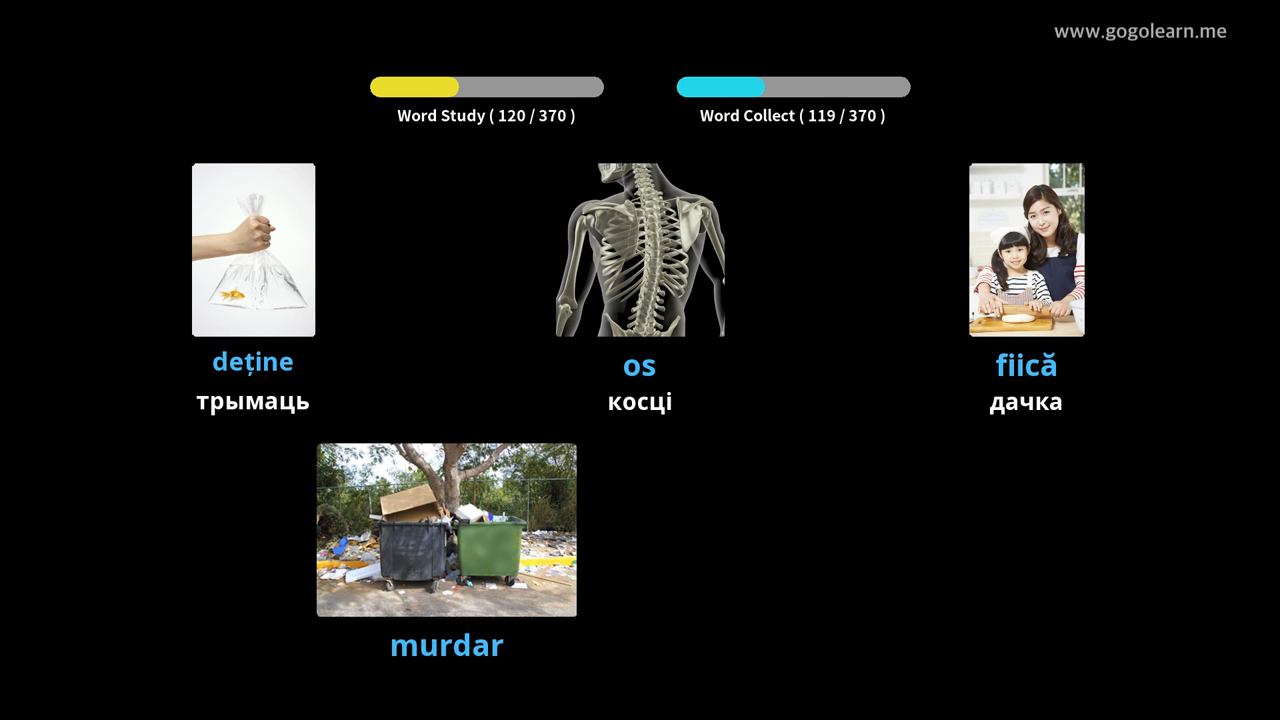 www.gogolearn.me
Word Study ( 120 / 370 )
Word Collect ( 119 / 370 )
deține
os
fiică
трымаць
косці
дачка
murdar